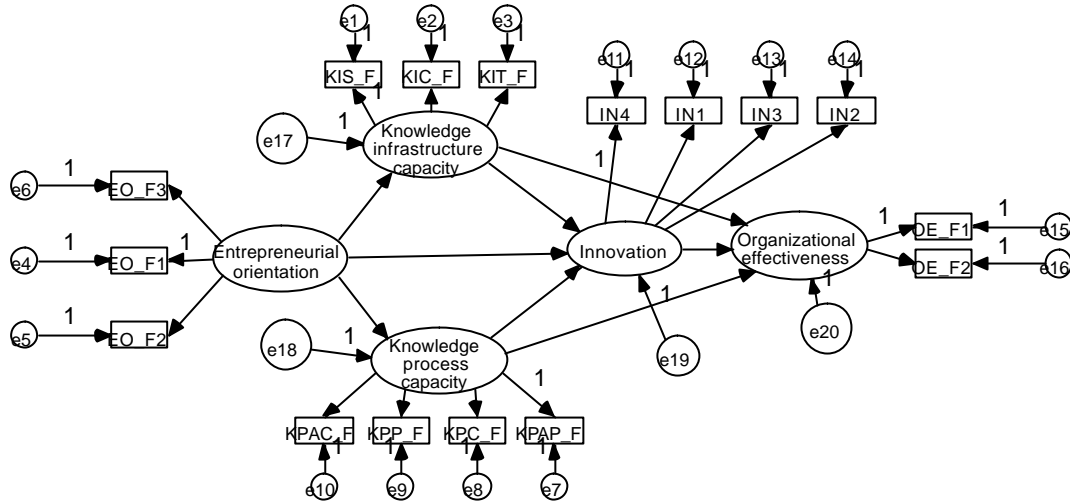 e1
e2
e3
1
1
1
KIS_F
KIC_F
KIT_F
1
e11
e12
e13
e14
1
1
1
1
IN4
IN1
IN3
IN2
e17
1
Knowledge
infrastructure
capacity
1
e6
1
EO_F3
e4
1
EO_F1
1
e5
1
EO_F2
Entrepreneurial
orientation
Innovation
Organizational
effectiveness
1
OE_F1
1
e15
OE_F2
1
e16
1
e20
1
e19
e18
1
Knowledge
process
capacity
1
KPAC_F
KPP_F
KPC_F
KPAP_F
1
1
1
1
e10
e9
e8
e7